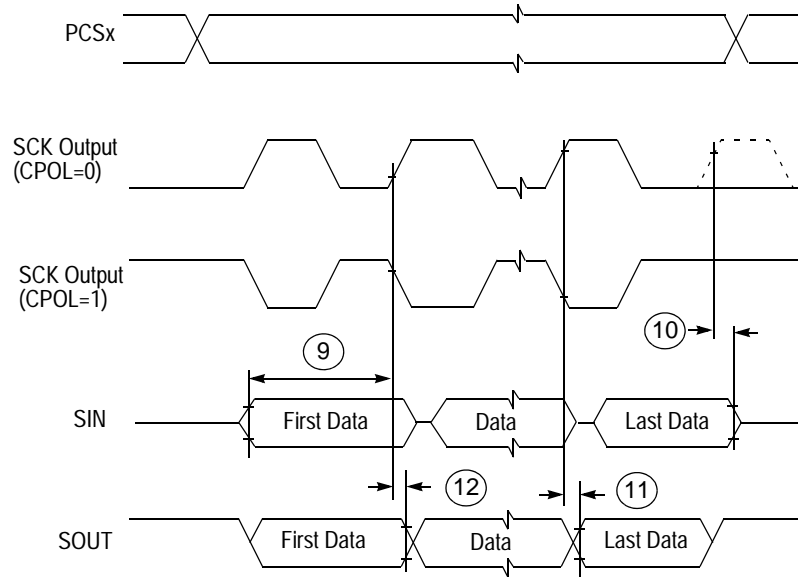 PCSx
SCK Output
(CPOL=0)
SCK Output
(CPOL=1)
10
9
SIN
First Data
Data
Last Data
12
11
SOUT
First Data
Data
Last Data